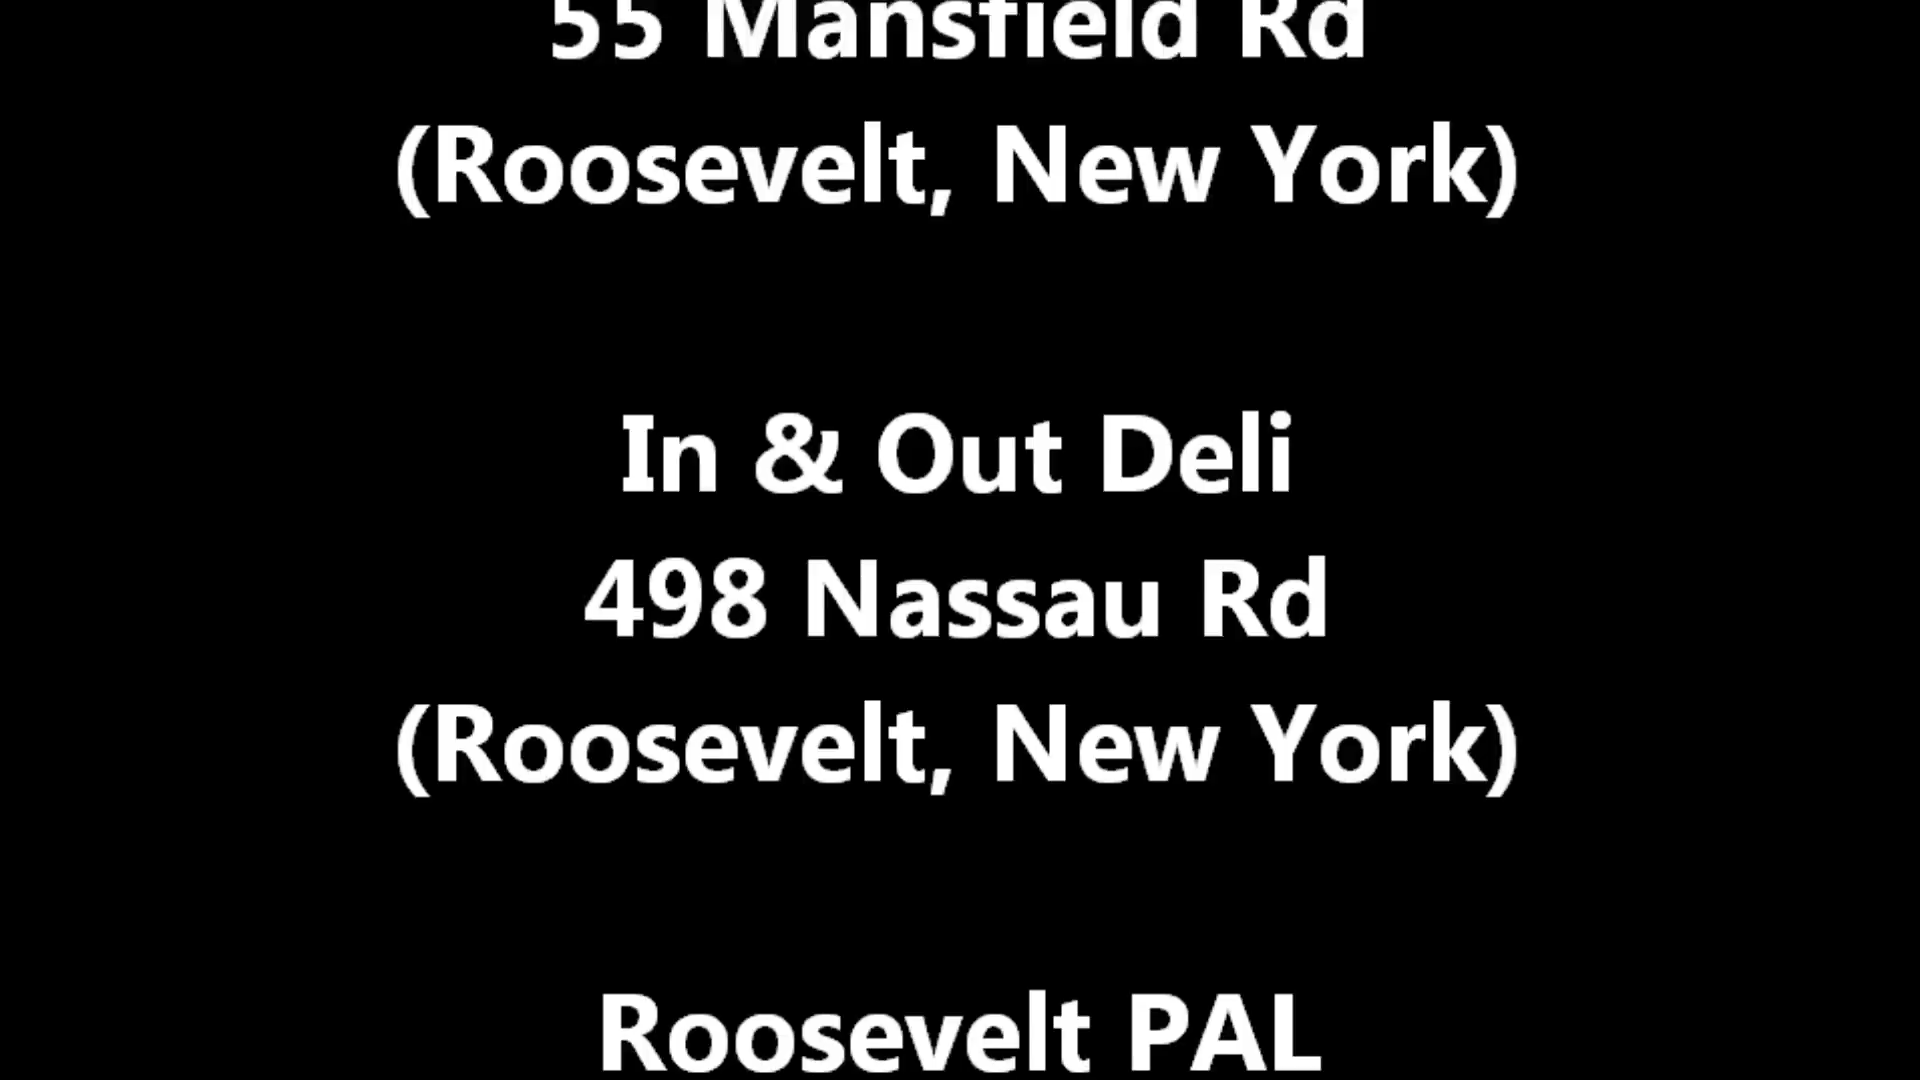 55 Mansfield Rd
(Roosevelt, New York)
In & Out Deli
498 Nassau Rd
(Roosevelt, New York)
Roosevelt PAL